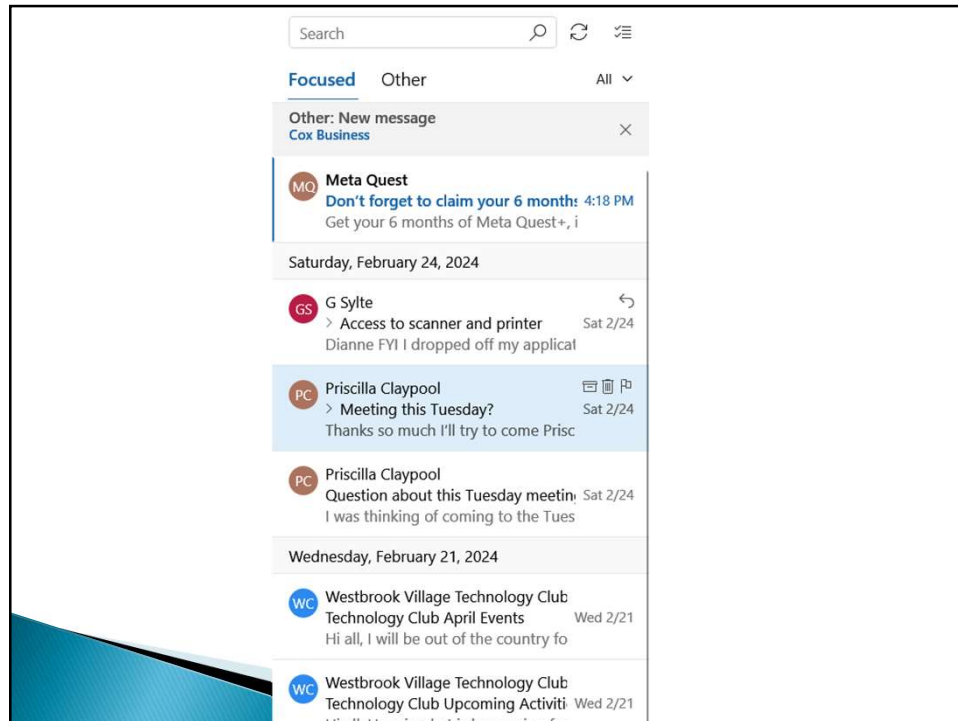 Search
Focused Other All
Other: New message
Cox Business
MQ Meta Quest
Don't forget to claim your 6 months 4:18 PM
Get your 6 months of Meta Quest+, i
Saturday, February 24, 2024
GS G Sylte
> Access to scanner and printer Sat 2/24
Dianne FYI I dropped off my applicat
PC Priscilla Claypool
> Meeting this Tuesday? Sat 2/24
Thanks so much I'll try to come Prisc
PC Priscilla Claypool
Question about this Tuesday meetin Sat 2/24
I was thinking of coming to the Tues
Wednesday, February 21, 2024
WC Westbrook Village Technology Club
Technology Club April Events Wed 2/21
Hi all, I will be out of the country fo
WC Westbrook Village Technology Club
Technology Club Upcoming Activiti Wed 2/21